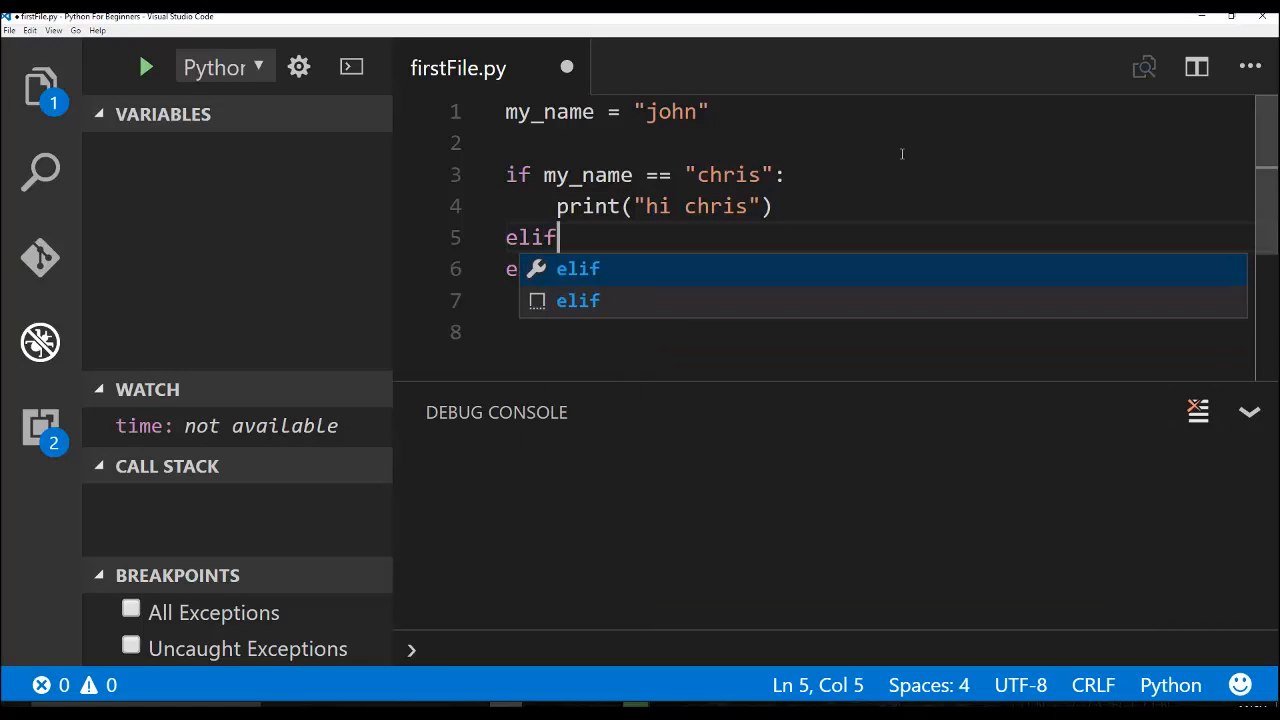 firstFile.py - Python For Beginners - Visual Studio Code
File Edit View Go Help
Python
firstFile.py
VARIABLES
1 my_name = "john"
2
3 if my_name == "chris":
4 print("hi chris")
5 elif
6 e
elif
7
elif
8
1
2
WATCH
time: not available
CALL STACK
BREAKPOINTS
All Exceptions
Uncaught Exceptions
DEBUG CONSOLE
0 0
Ln 5, Col 5 Spaces: 4 UTF-8 CRLF Python